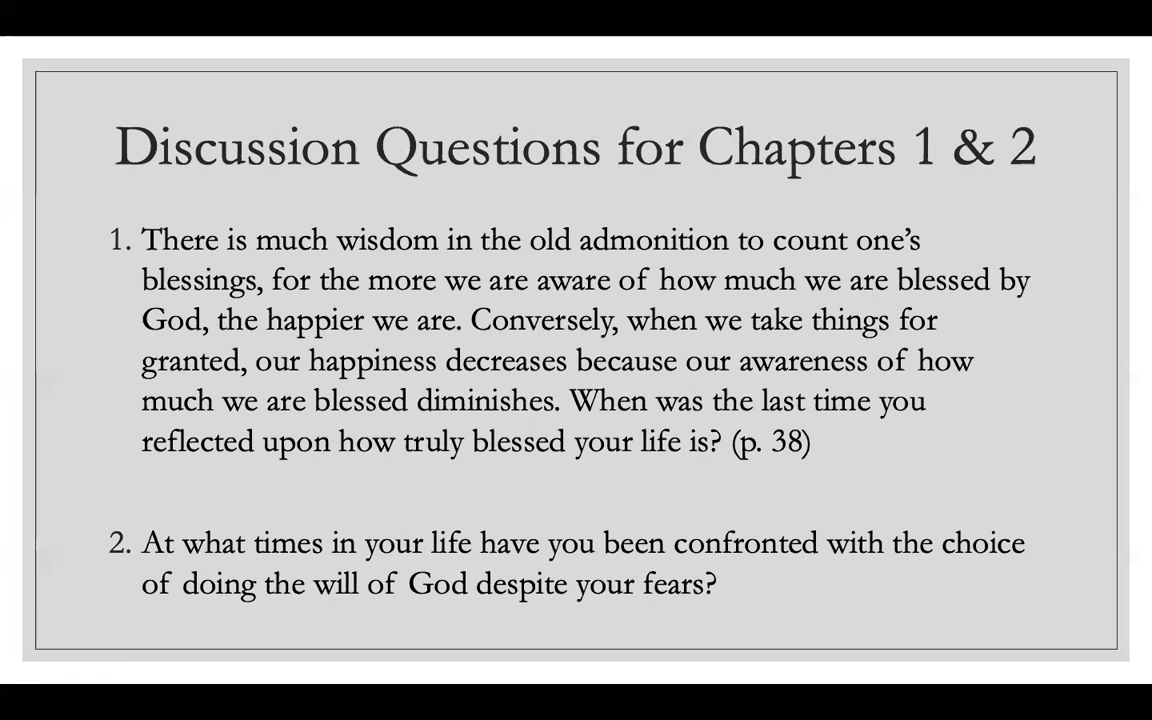 Discussion Questions for Chapters 1 & 2
1. There is much wisdom in the old admonition to count one’s
blessings, for the more we are aware of how much we are blessed by
God, the happier we are. Conversely, when we take things for
granted, our happiness decreases because our awareness of how
much we are blessed diminishes. When was the last time you
reflected upon how truly blessed your life is? (p. 38)
2. At what times in your life have you been confronted with the choice
of doing the will of God despite your fears?